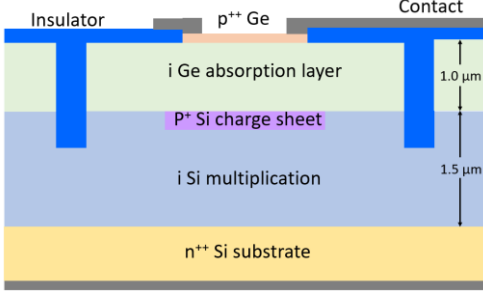 Insulator
p⁺⁺ Ge
Contact
i Ge absorption layer
1.0 µm
P⁺ Si charge sheet
i Si multiplication
1.5 µm
n⁺⁺ Si substrate